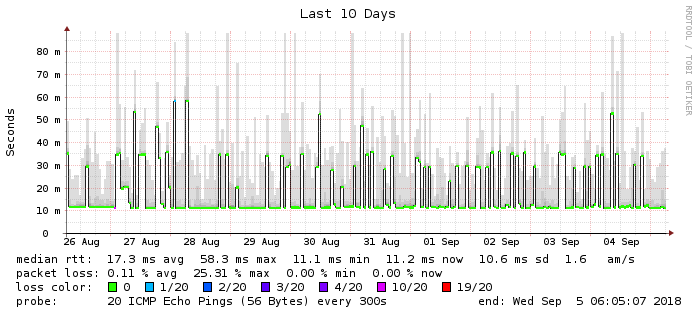 Last 10 Days
RRDTOOL / TOBI OETIKER
Seconds
80 m
70 m
60 m
50 m
40 m
30 m
20 m
10 m
0
26 Aug 27 Aug 28 Aug 29 Aug 30 Aug 31 Aug 01 Sep 02 Sep 03 Sep 04 Sep
median rtt: 17.3 ms avg 58.3 ms max 11.1 ms min 11.2 ms now 10.6 ms sd 1.6 am/s
packet loss: 0.11 % avg 25.31 % max 0.00 % min 0.00 % now
loss color: 0 1/20 2/20 3/20 4/20 10/20 19/20
probe: 20 ICMP Echo Pings (56 Bytes) every 300s end: Wed Sep 5 06:05:07 2018